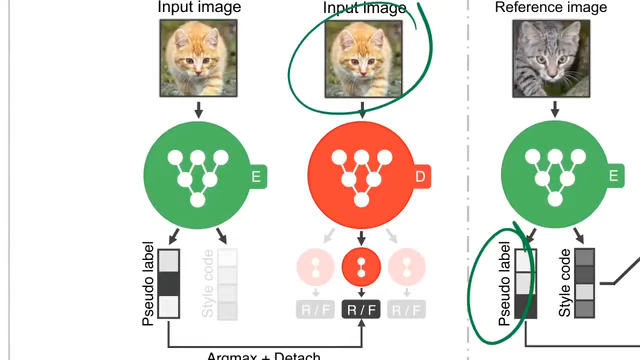 Input image
Input image
Reference image
E
D
E
Pseudo label
Style code
R / F
R / F
R / F
Pseudo label
Style code
Argmax + Detach